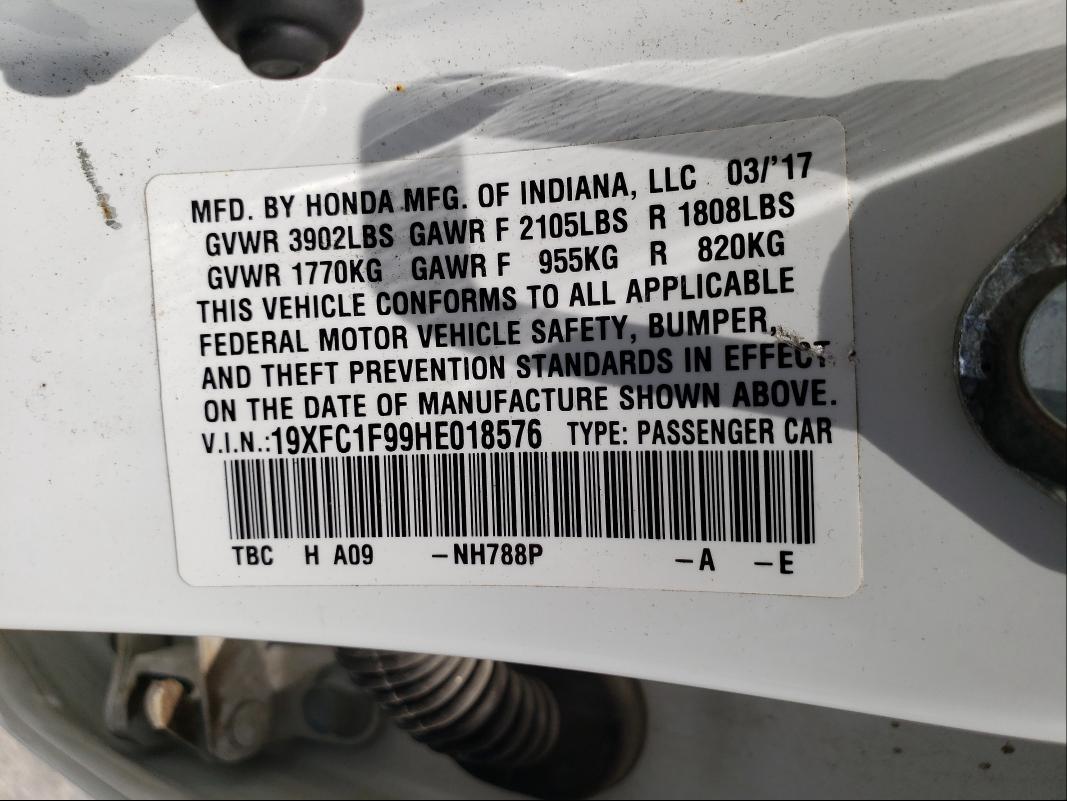 MFD. BY HONDA MFG. OF INDIANA, LLC 03/'17
GVWR 3902LBS GAWR F 2105LBS R 1808LBS
GVWR 1770KG GAWR F 955KG R 820KG
THIS VEHICLE CONFORMS TO ALL APPLICABLE
FEDERAL MOTOR VEHICLE SAFETY, BUMPER,
AND THEFT PREVENTION STANDARDS IN EFFECT
ON THE DATE OF MANUFACTURE SHOWN ABOVE.
V.I.N.:19XFC1F99HE018576 TYPE: PASSENGER CAR
TBC H A09 –NH788P –A –E